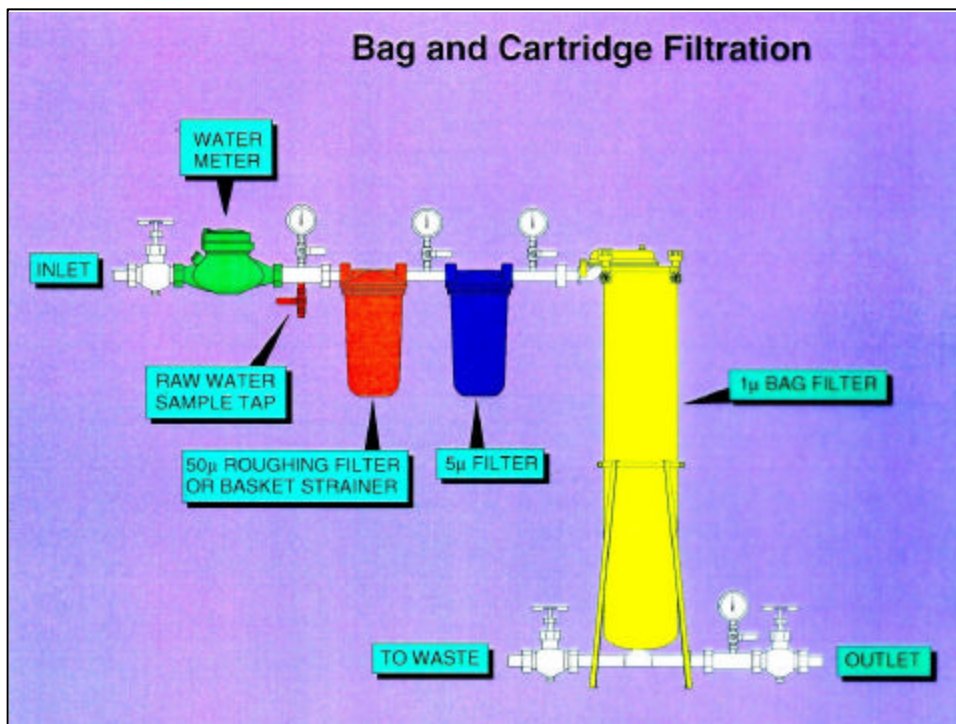 Bag and Cartridge Filtration
WATER
METER
INLET
RAW WATER
SAMPLE TAP
50μ ROUGHING FILTER
OR BASKET STRAINER
5μ FILTER
1μ BAG FILTER
TO WASTE
OUTLET